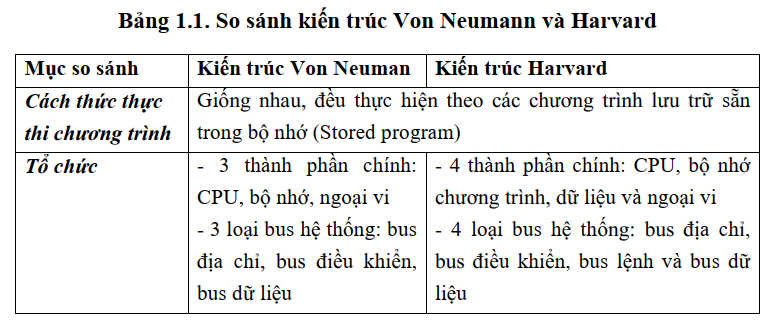 Bảng 1.1. So sánh kiến trúc Von Neumann và Harvard
Mục so sánh
Kiến trúc Von Neuman
Kiến trúc Harvard
Cách thức thực
thi chương trình
Giống nhau, đều thực hiện theo các chương trình lưu trữ sẵn
trong bộ nhớ (Stored program)
Tổ chức
- 3 thành phần chính:
CPU, bộ nhớ, ngoại vi
- 3 loại bus hệ thống: bus
địa chỉ, bus điều khiển,
bus dữ liệu
- 4 thành phần chính: CPU, bộ nhớ
chương trình, dữ liệu và ngoại vi
- 4 loại bus hệ thống: bus địa chỉ,
bus điều khiển, bus lệnh và bus dữ
liệu